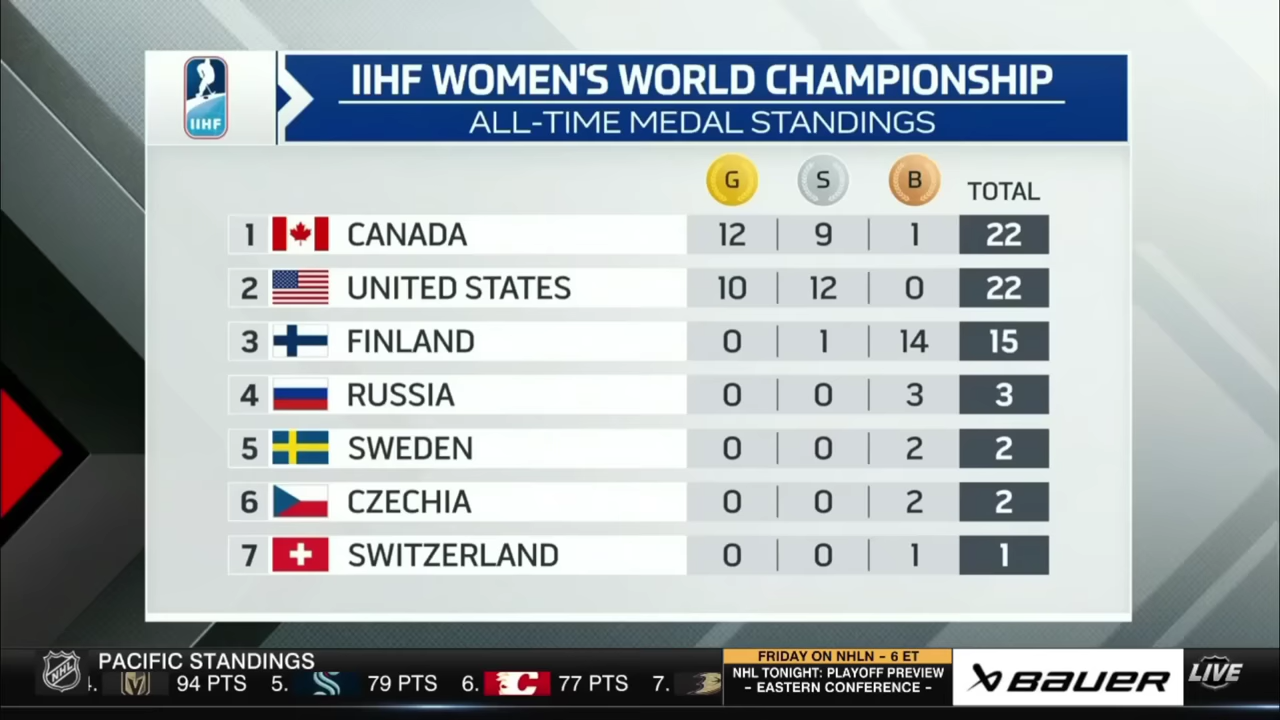 IIHF
IIHF WOMEN'S WORLD CHAMPIONSHIP
ALL-TIME MEDAL STANDINGS
G S B TOTAL
1 CANADA 12 9 1 22
2 UNITED STATES 10 12 0 22
3 FINLAND 0 1 14 15
4 RUSSIA 0 0 3 3
5 SWEDEN 0 0 2 2
6 CZECHIA 0 0 2 2
7 SWITZERLAND 0 0 1 1
NHL
PACIFIC STANDINGS
94 PTS 5. 79 PTS 6. 77 PTS 7.
FRIDAY ON NHLN - 6 ET
NHL TONIGHT: PLAYOFF PREVIEW
- EASTERN CONFERENCE -
BAUER
LIVE